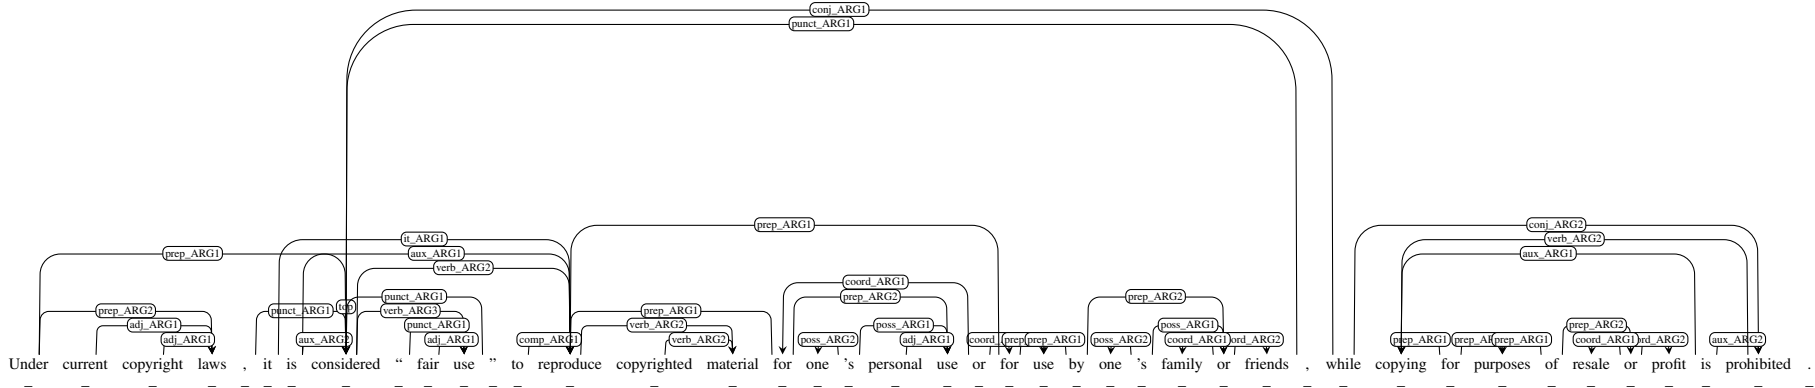 conj_ARG1
punct_ARG1
prep_ARG1 conj_ARG2
it_ARG1 verb_ARG2
prep_ARG1 aux_ARG1 aux_ARG1
verb_ARG2
coord_ARG1
punct_ARG1 prep_ARG2 prep_ARG2
prep_ARG2 punct_ARG1 top verb_ARG3 prep_ARG1
adj_ARG1 punct_ARG1 verb_ARG2 poss_ARG1 poss_ARG1 prep_ARG2
adj_ARG1 aux_ARG2 adj_ARG1 comp_ARG1 verb_ARG2 poss_ARG2 adj_ARG1 prep_ARG1 poss_ARG2 coord_ARG1 prep_ARG1 prep_ARG1 coord_ARG1 aux_ARG2
Under current copyright laws , it is considered “ fair use ” to reproduce copyrighted material for one 's personal use or for use by one 's family or friends , while copying for purposes of resale or profit is prohibited .